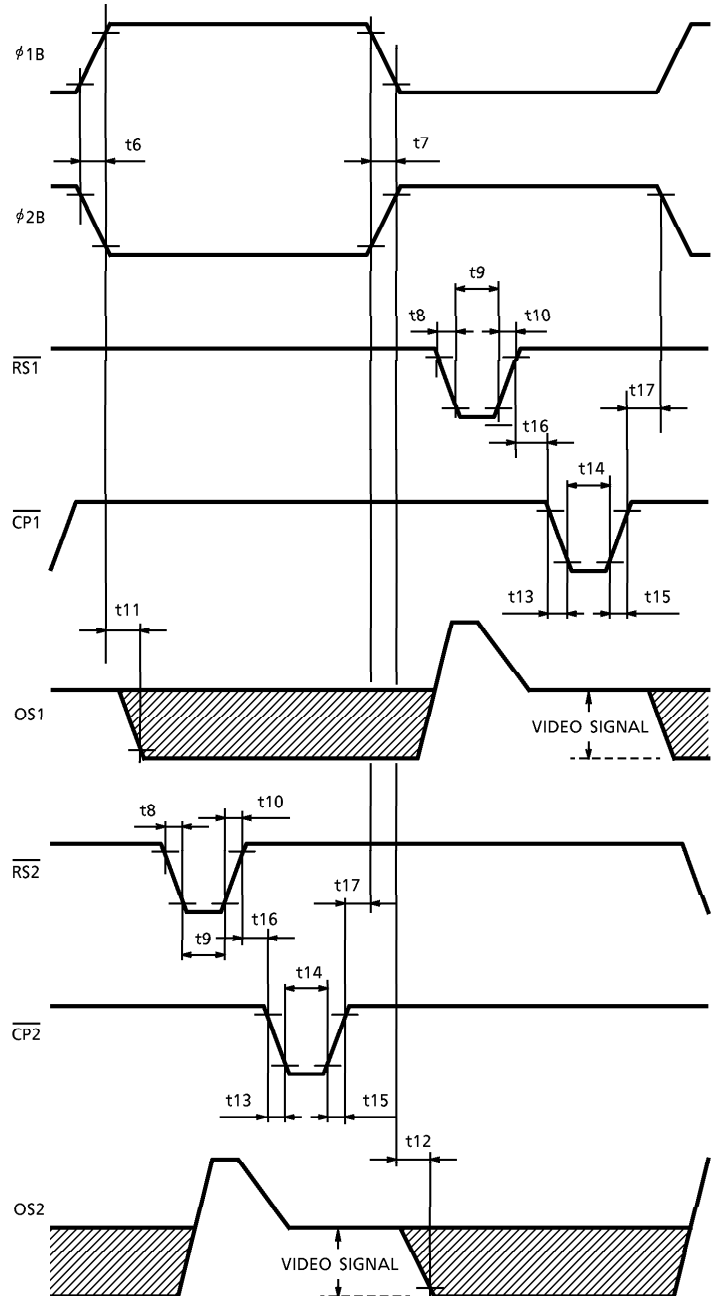 ϕ1B
t6
t7
ϕ2B
t9
t8
t10
RS1
t17
t16
t14
CP1
t13
t15
t11
OS1
VIDEO SIGNAL
t8
t10
RS2
t17
t16
t9
t14
CP2
t13
t15
t12
OS2
VIDEO SIGNAL